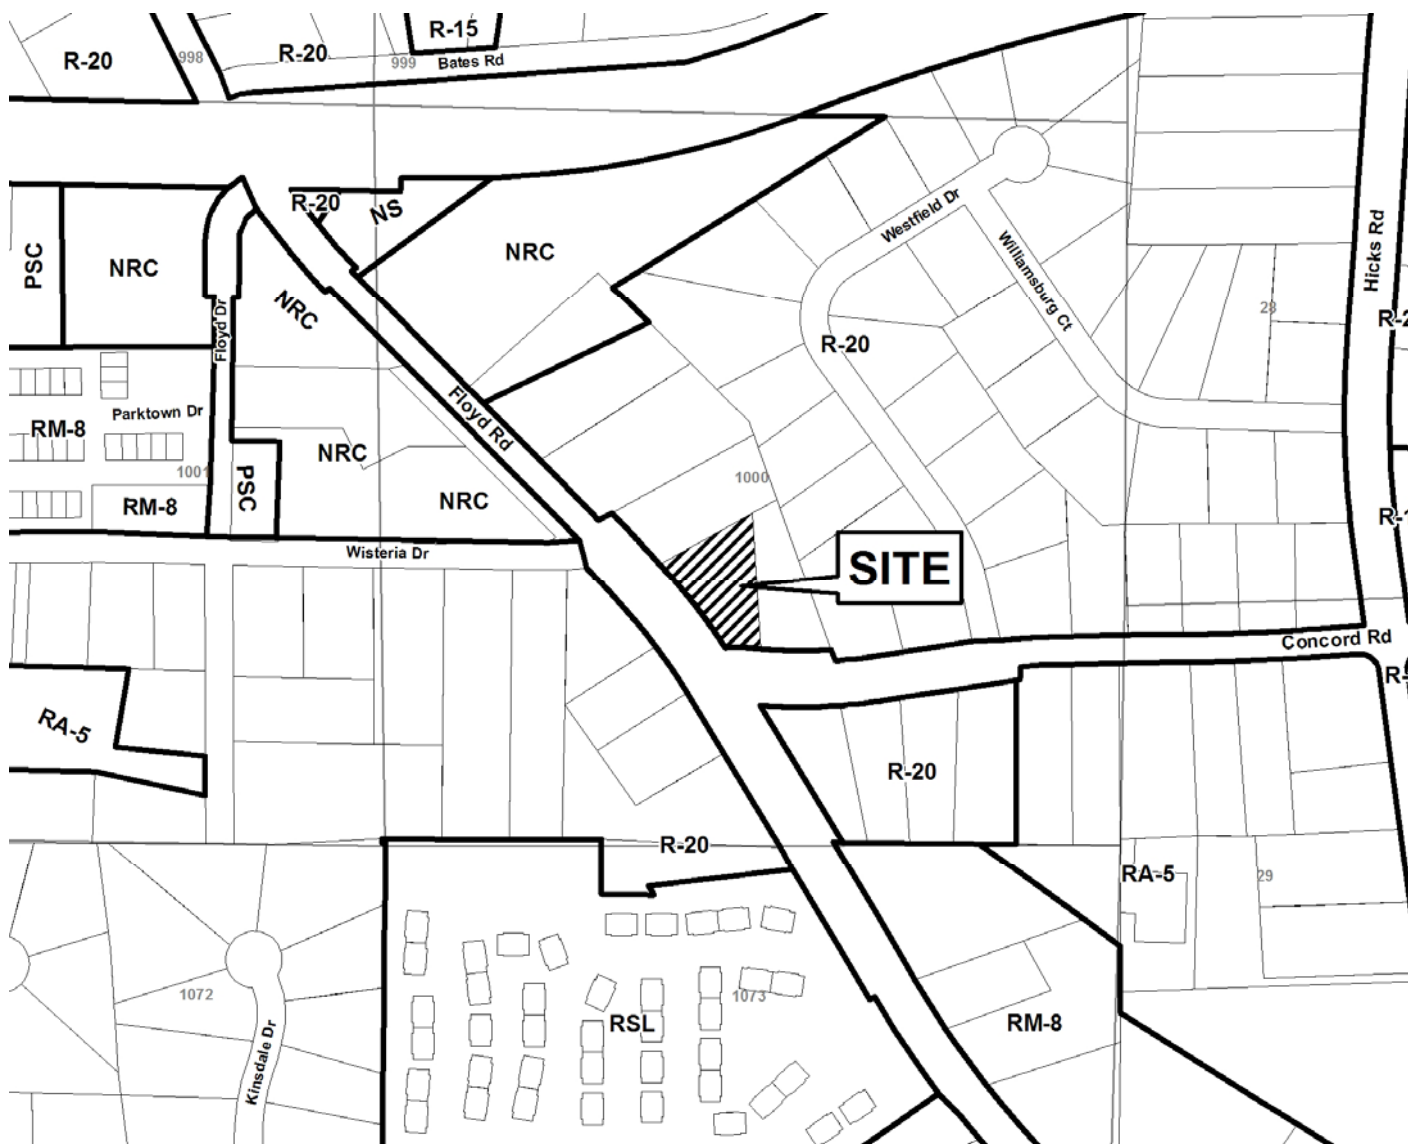 R-15
R-20
998
R-20
999
Bates Rd
Westfield Dr
Williamsburg Ct
Hicks Rd
R-20
NS
NRC
PSC
NRC
NRC
Floyd Dr
28
R-20
Floyd Rd
Parktown Dr
RM-8
NRC
1001
PSC
RM-8
NRC
1000
Wisteria Dr
SITE
Concord Rd
RA-5
R-20
R-20
RA-5
29
1072
1073
RSL
RM-8
Kinsdale Dr